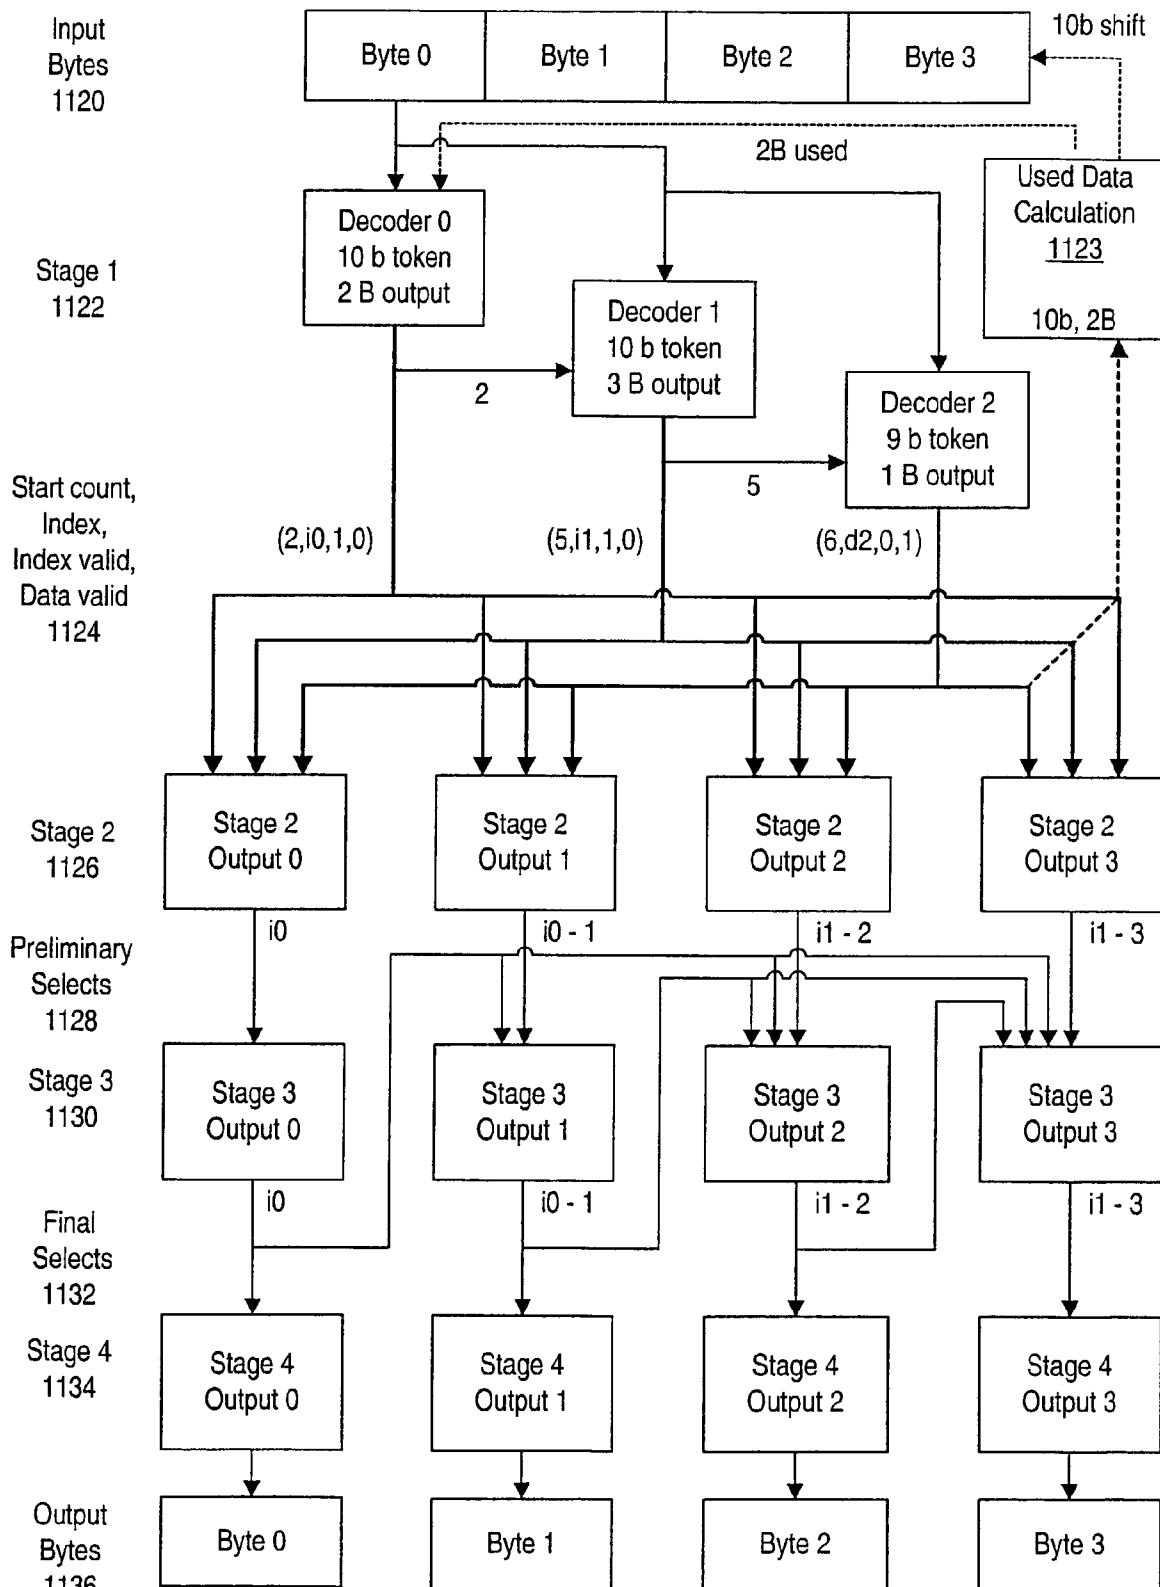 Input
Bytes
1120
Byte 0
Byte 1
Byte 2
Byte 3
10b shift
2B used
Used Data
Calculation
1123
10b, 2B
Stage 1
1122
Decoder 0
10 b token
2 B output
2
Decoder 1
10 b token
3 B output
5
Decoder 2
9 b token
1 B output
Start count,
Index,
Index valid,
Data valid
1124
(2,i0,1,0)
(5,i1,1,0)
(6,d2,0,1)
Stage 2
1126
Stage 2
Output 0
Stage 2
Output 1
Stage 2
Output 2
Stage 2
Output 3
Preliminary
Selects
1128
i0
i0 - 1
i1 - 2
i1 - 3
Stage 3
1130
Stage 3
Output 0
Stage 3
Output 1
Stage 3
Output 2
Stage 3
Output 3
Final
Selects
1132
i0
i0 - 1
i1 - 2
i1 - 3
Stage 4
1134
Stage 4
Output 0
Stage 4
Output 1
Stage 4
Output 2
Stage 4
Output 3
Output
Bytes
1136
Byte 0
Byte 1
Byte 2
Byte 3